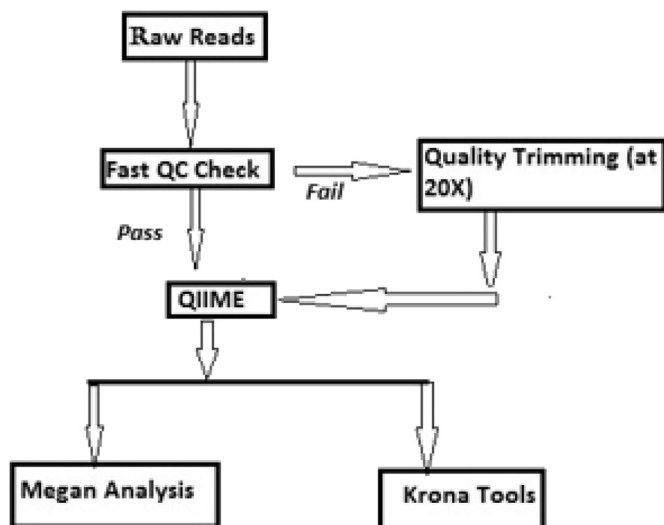 Raw Reads
Fast QC Check
Quality Trimming (at
20X)
Fail
Pass
QIIME
Megan Analysis
Krona Tools